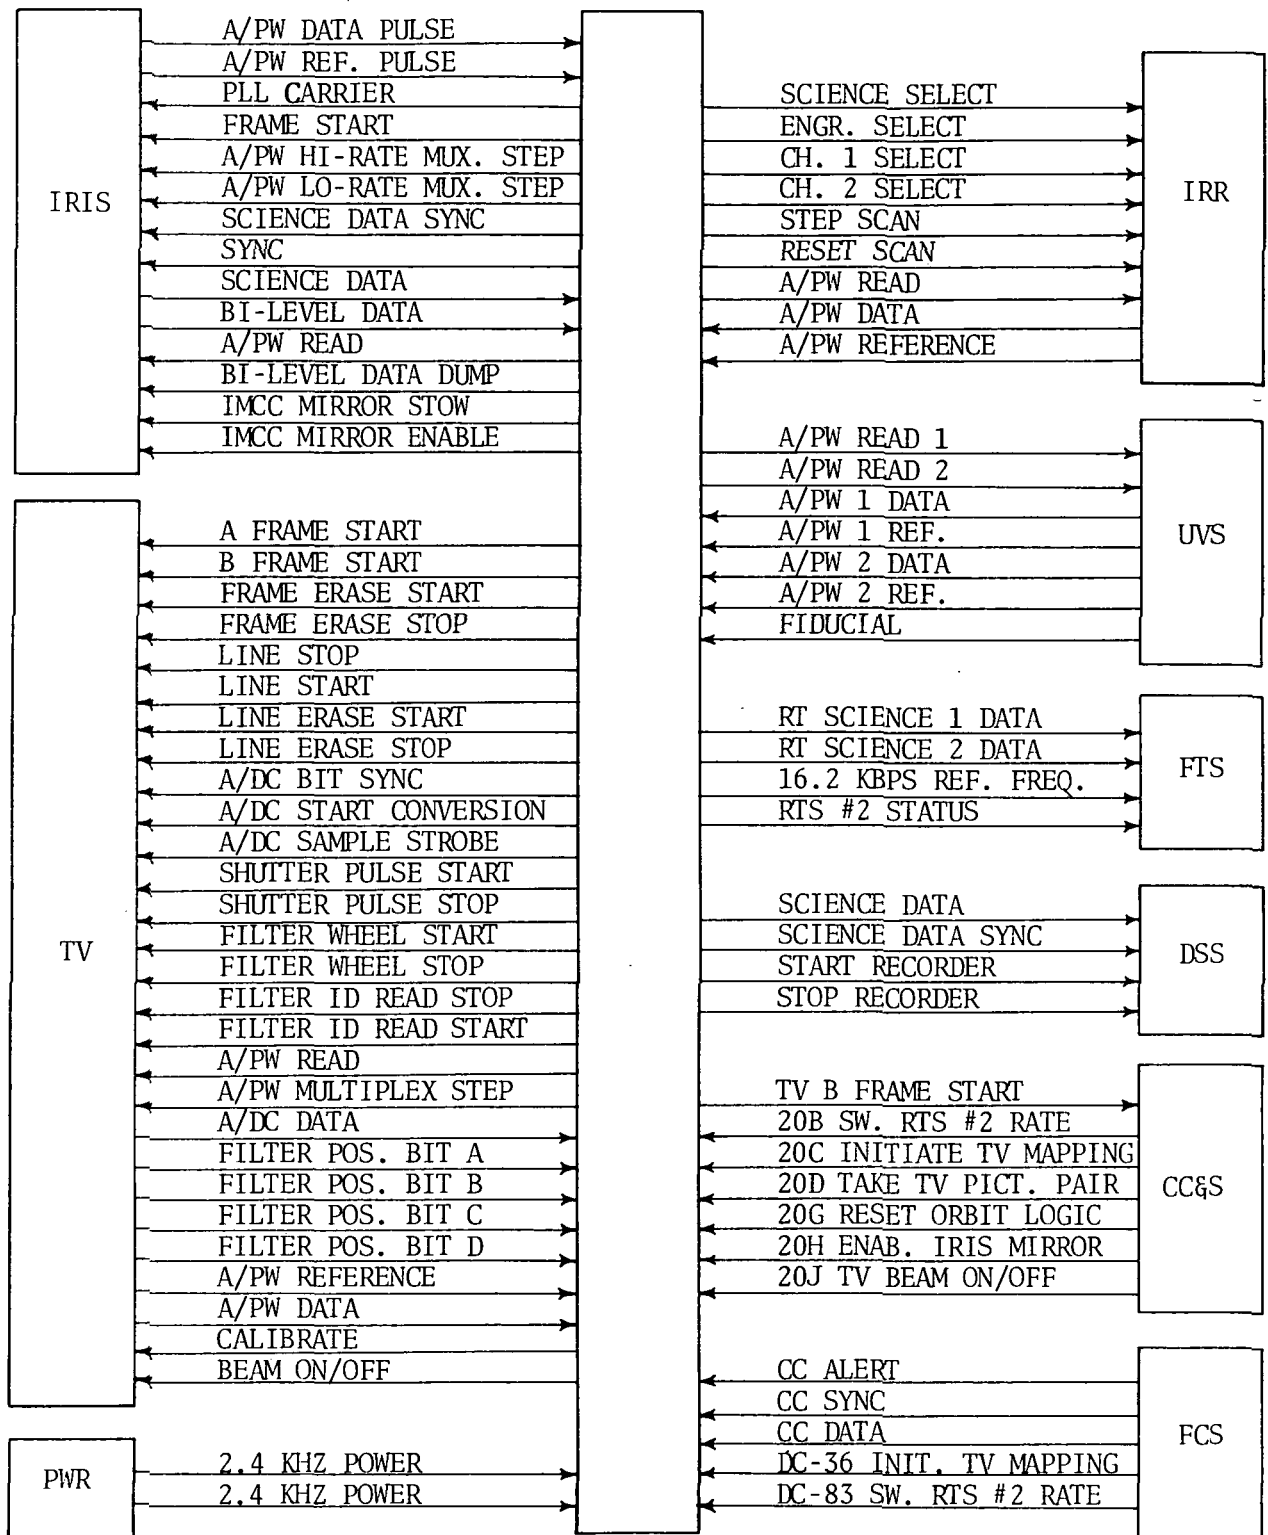 IRIS
A/PW DATA PULSE
A/PW REF. PULSE
PLL CARRIER
FRAME START
A/PW HI-RATE MUX. STEP
A/PW LO-RATE MUX. STEP
SCIENCE DATA SYNC
SYNC
SCIENCE DATA
BI-LEVEL DATA
A/PW READ
BI-LEVEL DATA DUMP
IMCC MIRROR STOW
IMCC MIRROR ENABLE
TV
A FRAME START
B FRAME START
FRAME ERASE START
FRAME ERASE STOP
LINE STOP
LINE START
LINE ERASE START
LINE ERASE STOP
A/DC BIT SYNC
A/DC START CONVERSION
A/DC SAMPLE STROBE
SHUTTER PULSE START
SHUTTER PULSE STOP
FILTER WHEEL START
FILTER WHEEL STOP
FILTER ID READ STOP
FILTER ID READ START
A/PW READ
A/PW MULTIPLEX STEP
A/DC DATA
FILTER POS. BIT A
FILTER POS. BIT B
FILTER POS. BIT C
FILTER POS. BIT D
A/PW REFERENCE
A/PW DATA
CALIBRATE
BEAM ON/OFF
PWR
2.4 KHZ POWER
2.4 KHZ POWER
SCIENCE SELECT
ENGR. SELECT
CH. 1 SELECT
CH. 2 SELECT
STEP SCAN
RESET SCAN
A/PW READ
A/PW DATA
A/PW REFERENCE
IRR
A/PW READ 1
A/PW READ 2
A/PW 1 DATA
A/PW 1 REF.
A/PW 2 DATA
A/PW 2 REF.
FIDUCIAL
UVS
RT SCIENCE 1 DATA
RT SCIENCE 2 DATA
16.2 KBPS REF. FREQ.
RTS #2 STATUS
FTS
SCIENCE DATA
SCIENCE DATA SYNC
START RECORDER
STOP RECORDER
DSS
TV B FRAME START
20B SW. RTS #2 RATE
20C INITIATE TV MAPPING
20D TAKE TV PICT. PAIR
20G RESET ORBIT LOGIC
20H ENAB. IRIS MIRROR
20J TV BEAM ON/OFF
CC&S
CC ALERT
CC SYNC
CC DATA
DC-36 INIT. TV MAPPING
DC-83 SW. RTS #2 RATE
FCS